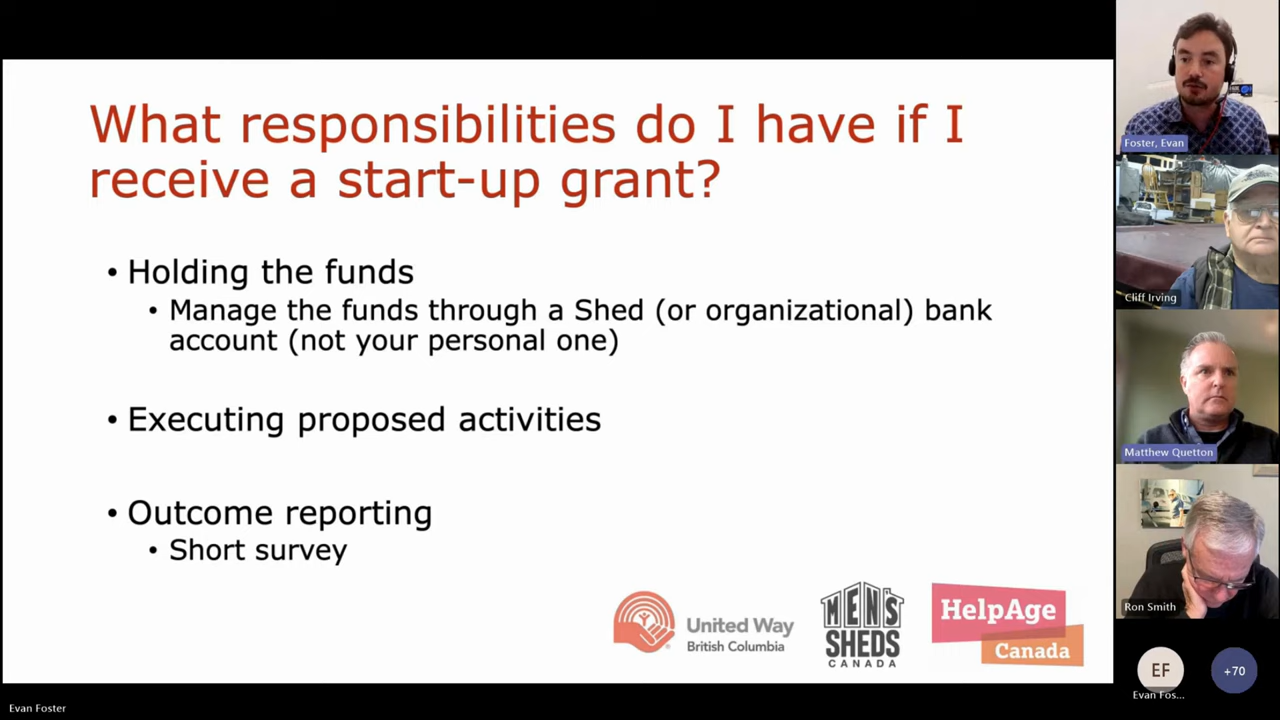 What responsibilities do I have if I
receive a start-up grant?
• Holding the funds
• Manage the funds through a Shed (or organizational) bank
account (not your personal one)
• Executing proposed activities
• Outcome reporting
• Short survey
United Way
British Columbia
MEN'S
SHEDS
CANADA
HelpAge
Canada
Foster, Evan
Cliff Irving
Matthew Quetton
Ron Smith
EF
Evan Fos...
+70
Evan Foster